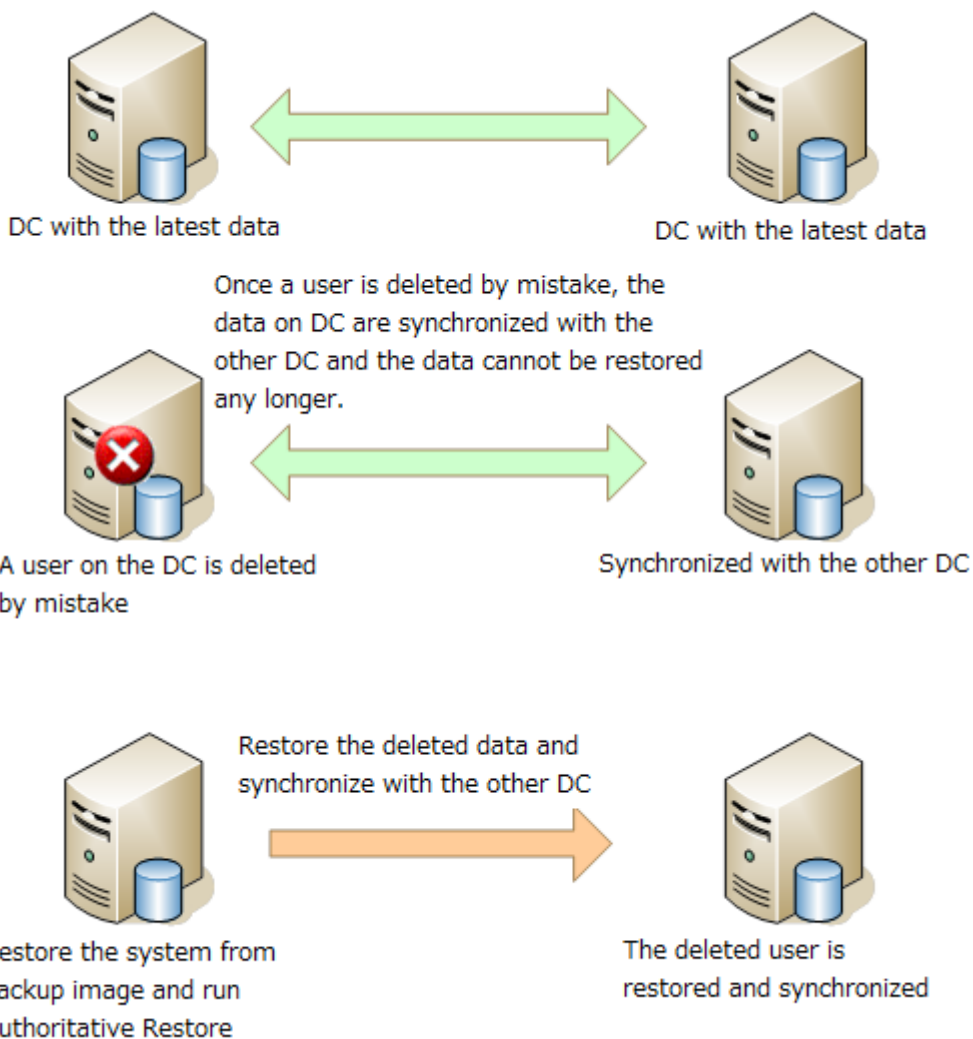 DC with the latest data
DC with the latest data
Once a user is deleted by mistake, the
data on DC are synchronized with the
other DC and the data cannot be restored
any longer.
A user on the DC is deleted
by mistake
Synchronized with the other DC
Restore the deleted data and
synchronize with the other DC
estore the system from
ackup image and run
uthoritative Restore
The deleted user is
restored and synchronized